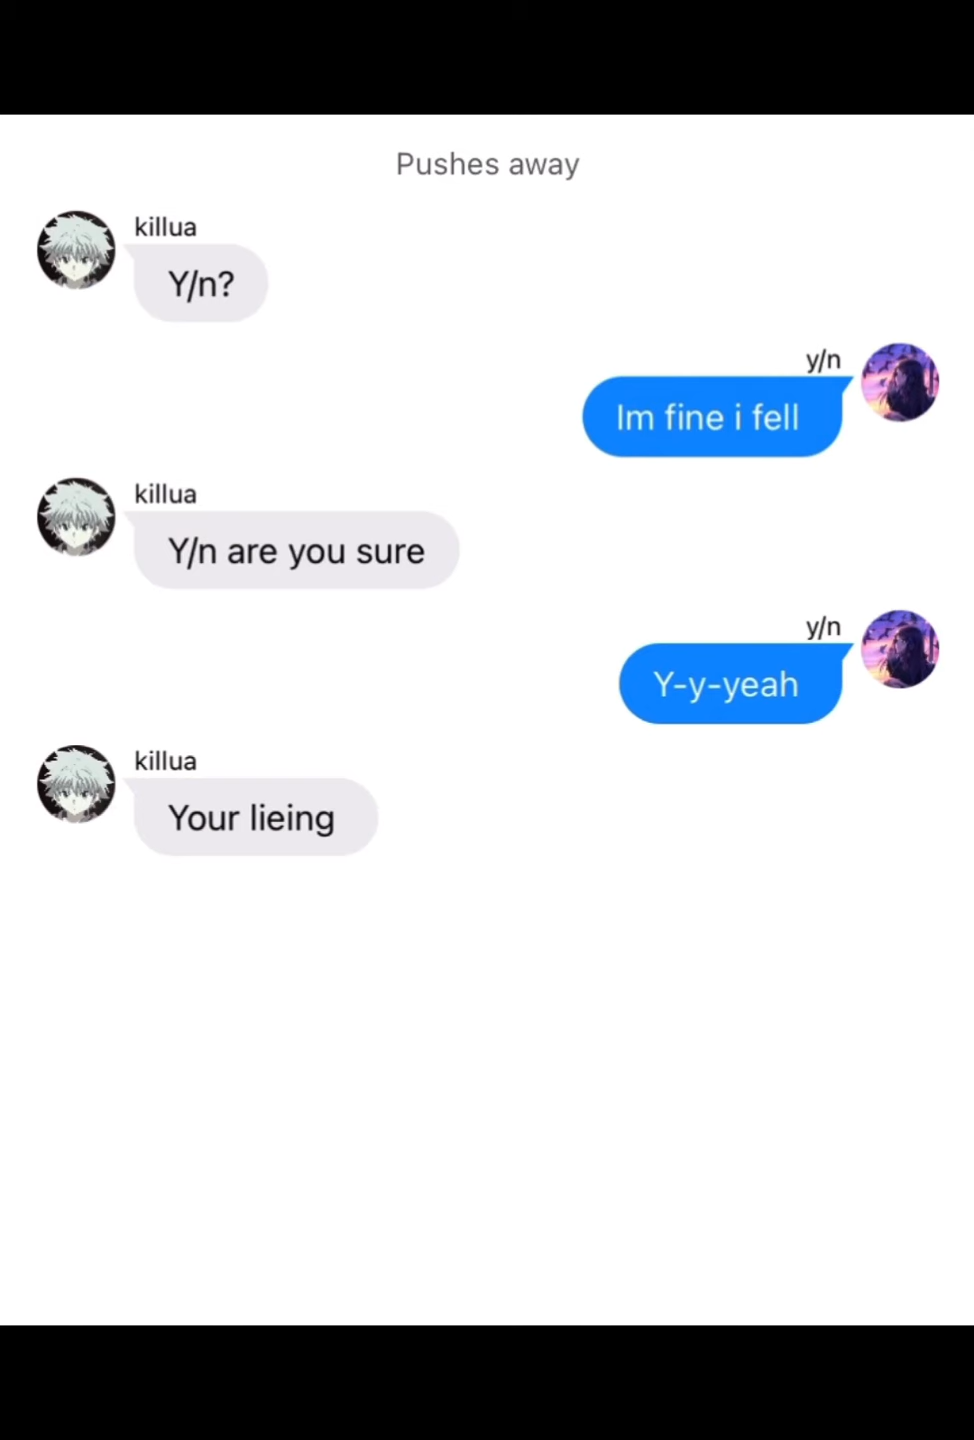 Pushes away
killua
Y/n?
y/n
Im fine i fell
killua
Y/n are you sure
y/n
Y-y-yeah
killua
Your lieing